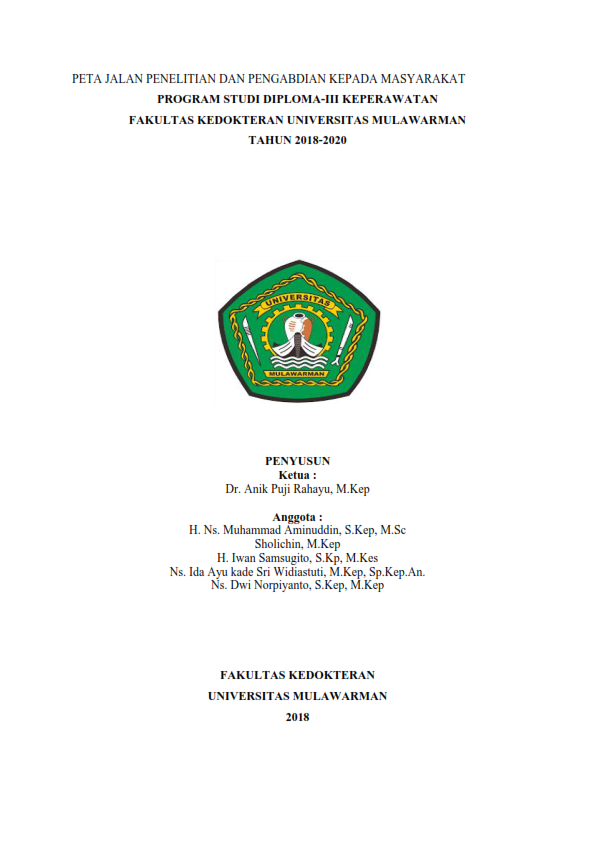 PETA JALAN PENELITIAN DAN PENGABDIAN KEPADA MASYARAKAT
PROGRAM STUDI DIPLOMA-III KEPERAWATAN
FAKULTAS KEDOKTERAN UNIVERSITAS MULAWARMAN
TAHUN 2018-2020
UNIVERSITAS
MULAWARMAN
PENYUSUN
Ketua :
Dr. Anik Puji Rahayu, M.Kep
Anggota :
H. Ns. Muhammad Aminuddin, S.Kep, M.Sc
Sholichin, M.Kep
H. Iwan Samsugito, S.Kp, M.Kes
Ns. Ida Ayu kade Sri Widiastuti, M.Kep, Sp.Kep.An.
Ns. Dwi Norpiyanto, S.Kep, M.Kep
FAKULTAS KEDOKTERAN
UNIVERSITAS MULAWARMAN
2018